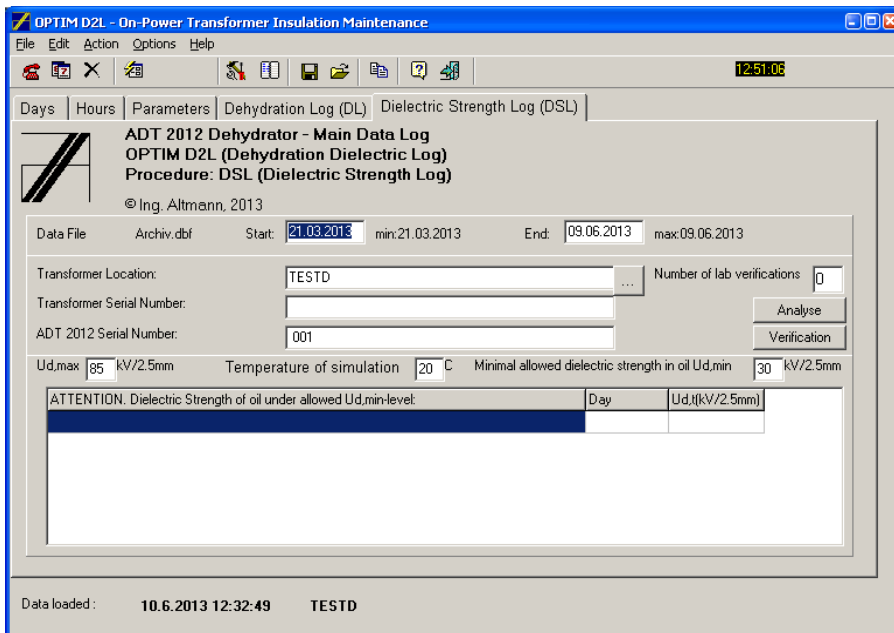 OPTIM D2L - On-Power Transformer Insulation Maintenance
File Edit Action Options Help
12:51:06
Days Hours Parameters Dehydration Log (DL) Dielectric Strength Log (DSL)
ADT 2012 Dehydrator - Main Data Log
OPTIM D2L (Dehydration Dielectric Log)
Procedure: DSL (Dielectric Strength Log)
© Ing. Altmann, 2013
Data File Archiv.dbf Start: 21.03.2013 min:21.03.2013 End: 09.06.2013 max:09.06.2013
Transformer Location: TESTD ... Number of lab verifications 0
Transformer Serial Number: Analyse
ADT 2012 Serial Number: 001 Verification
Ud,max 85 kV/2.5mm Temperature of simulation 20 C Minimal allowed dielectric strength in oil Ud,min 30 kV/2.5mm
ATTENTION. Dielectric Strength of oil under allowed Ud,min-level: Day Ud,t(kV/2.5mm)
Data loaded : 10.6.2013 12:32:49 TESTD